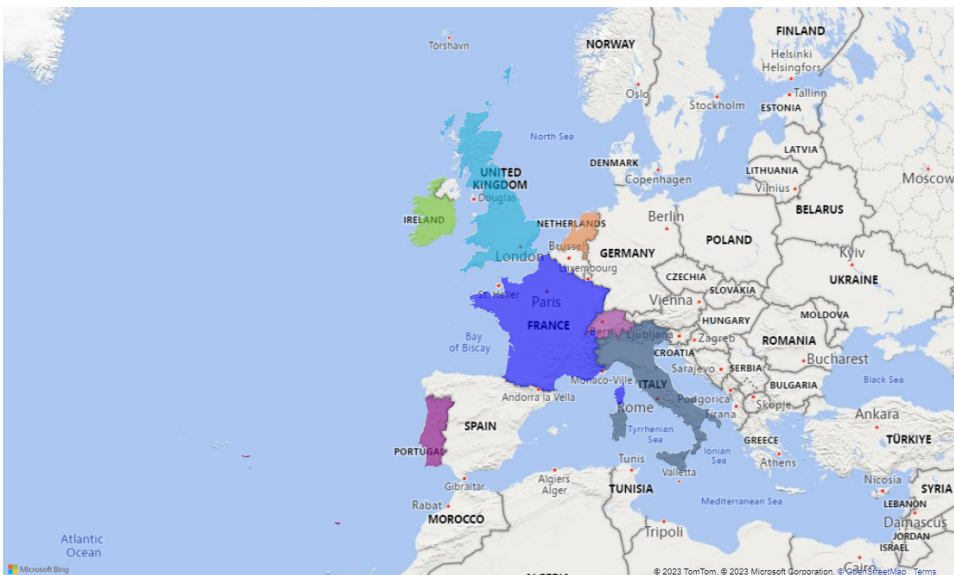 FINLAND
NORWAY
Torshavn
Helsinki
Helsingfors
Oslo
Stockholm
Tallinn
ESTONIA
North Sea
LATVIA
DENMARK
Copenhagen
LITHUANIA
Vilnius
Moscow
UNITED
KINGDOM
Douglas
BELARUS
IRELAND
NETHERLANDS
Berlin
Brussels
London
GERMANY
POLAND
Kyiv
Luxembourg
CZECHIA
UKRAINE
St. Helier
SLOVAKIA
Paris
Vienna
MOLDOVA
FRANCE
Bern
Ljubljana
HUNGARY
Zagreb
ROMANIA
Bay
of Biscay
CROATIA
Bucharest
Sarajevo
SERBIA
Monaco-Ville
ITALY
BULGARIA
Black Sea
Andorra la Vella
Podgorica
Skopje
Rome
Tirana
Ankara
SPAIN
Tyrrhenian
Sea
GREECE
TÜRKIYE
PORTUGAL
Ionian
Sea
Athens
Tunis
Valletta
Gibraltar
Algiers
Alger
Nicosia
SYRIA
TUNISIA
Rabat
Mediterranean Sea
LEBANON
MOROCCO
Damascus
Tripoli
JORDAN
Atlantic
Ocean
ISRAEL
Cairo
Microsoft Bing
ALGERIA
© 2023 TomTom, © 2023 Microsoft Corporation, © OpenStreetMap Terms